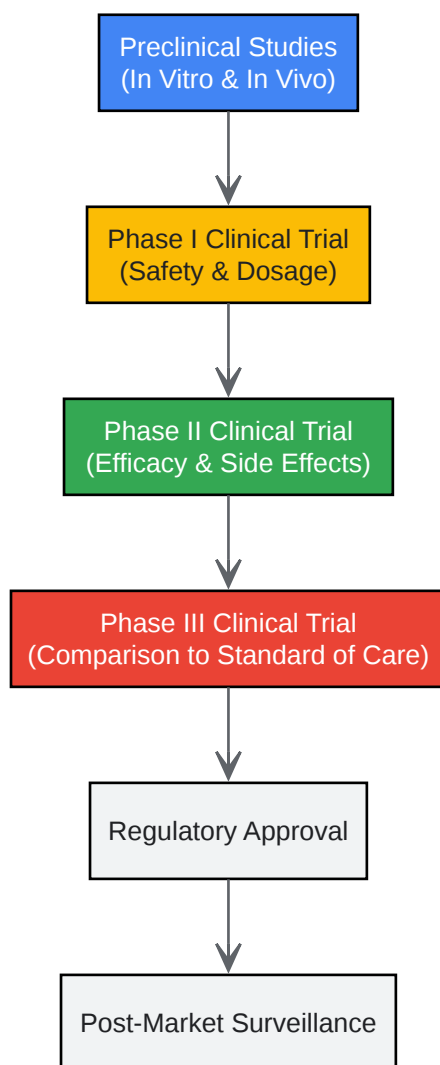 Preclinical Studies
(In Vitro & In Vivo)
Phase I Clinical Trial
(Safety & Dosage)
Phase II Clinical Trial
(Efficacy & Side Effects)
Phase III Clinical Trial
(Comparison to Standard of Care)
Regulatory Approval
Post-Market Surveillance